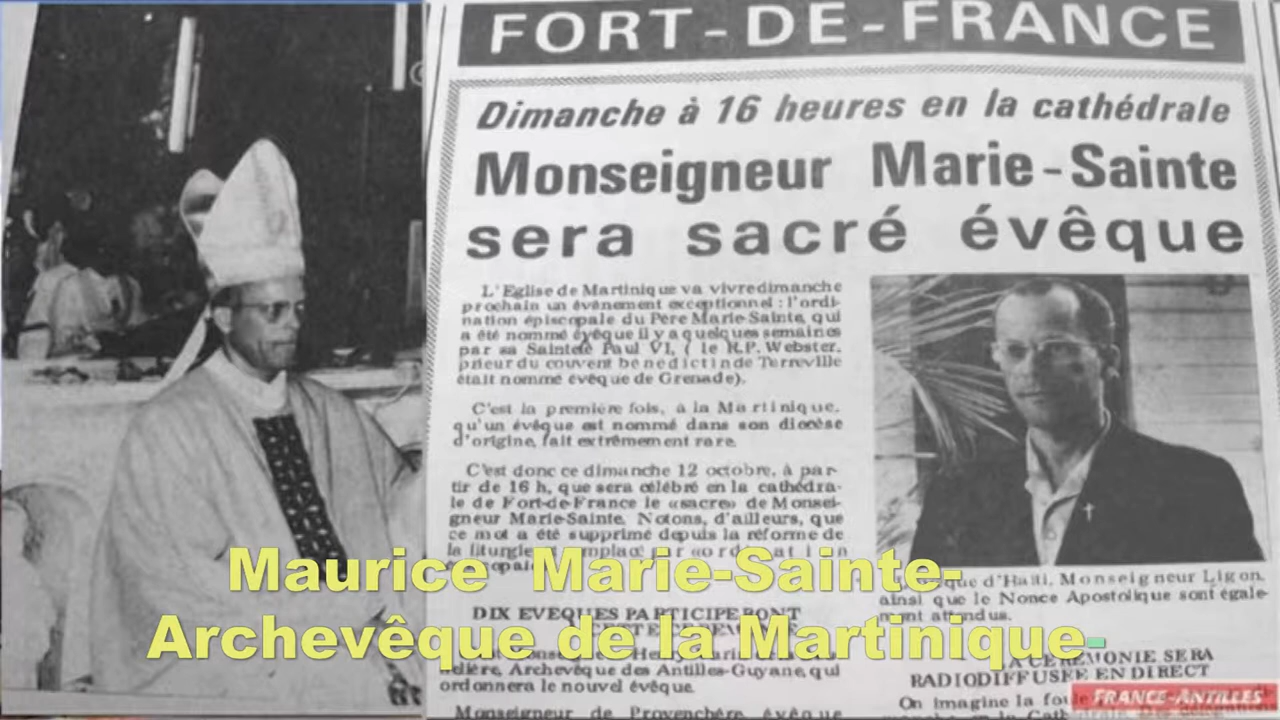 FORT-DE-FRANCE
Dimanche à 16 heures en la cathédrale
Monseigneur Marie-Sainte
sera sacré évêque
L'Eglise de Martinique va vivre dimanche
prochain un évènement exceptionnel : l'ordi-
nation épiscopale du Père Marie-Sainte, qui
a été nommé évêque il y a quelques semaines
par sa Sainteté Paul VI, ( le R.P. Webster,
prieur du couvent bénédictin de Terreville
était nommé évêque de Grenade).
C'est la première fois, à la Martinique,
qu'un évêque est nommé dans son diocèse
d'origine, fait extrêmement rare.
C'est donc ce dimanche 12 octobre, à par-
tir de 16 h, que sera célébré en la cathédra-
le de Fort-de-France le «sacre» de Monsei-
gneur Marie-Sainte. Notons, d'ailleurs, que
ce mot a été supprimé depuis la réforme de
la liturgie
Maurice Marie-Sainte-
Archevêque de la Martinique-
d'Haïti, Monseigneur Ligon,
ainsi que le Nonce Apostolique sont égale-
ment attendus.
DIX EVEQUES PARTICIPERONT
Archevêque des Antilles-Guyane, qui
ordonnera le nouvel évêque.
Monseigneur de Provenchère, évêque
LA CEREMONIE SERA
RADIODIFFUSEE EN DIRECT
On imagine la
FRANCE-ANTILLES